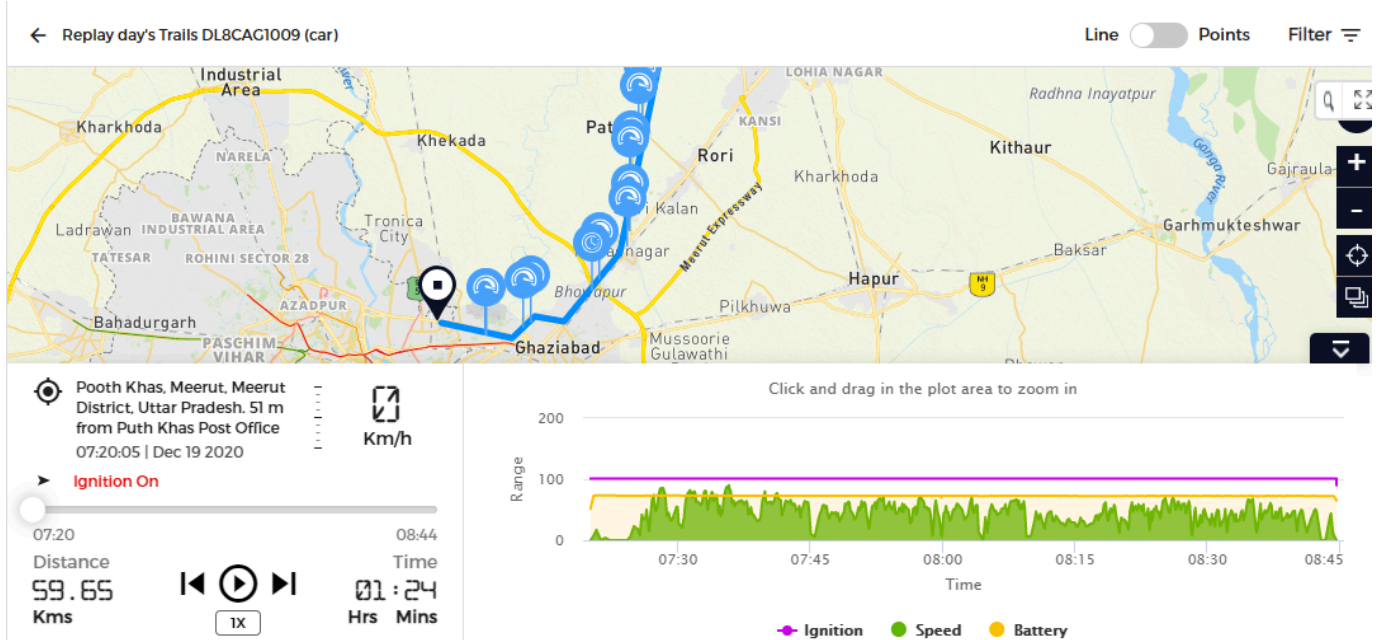 Replay day's Trails DL8CAG1009 (car)
Line
Points
Filter
Industrial
Area
River
LOHIA NAGAR
Radhna Inayatpur
Kharkhoda
Khekada
KANSI
NARELA
Rori
Kithaur
Gajraula
Ganga River
Kharkhoda
BAWANA
INDUSTRIAL AREA
Ladrawan
Tronica
City
Kalan
Meerut Expressway
Garhmukteshwar
TATESAR
ROHINI SECTOR 28
nagar
Baksar
Hapur
NH
9
AZADPUR
Pilkhuwa
Bahadurgarh
PASCHIM
VIHAR
Ghaziabad
Mussoorie
Gulawathi
+
-
Pooth Khas, Meerut, Meerut
District, Uttar Pradesh. 51 m
from Puth Khas Post Office
07:20:05 | Dec 19 2020
0
Km/h
Ignition On
07:20
08:44
Distance
59.65
Kms
1X
Time
01:24
Hrs Mins
Click and drag in the plot area to zoom in
Range
200
100
0
07:30
07:45
08:00
08:15
08:30
08:45
Time
Ignition
Speed
Battery